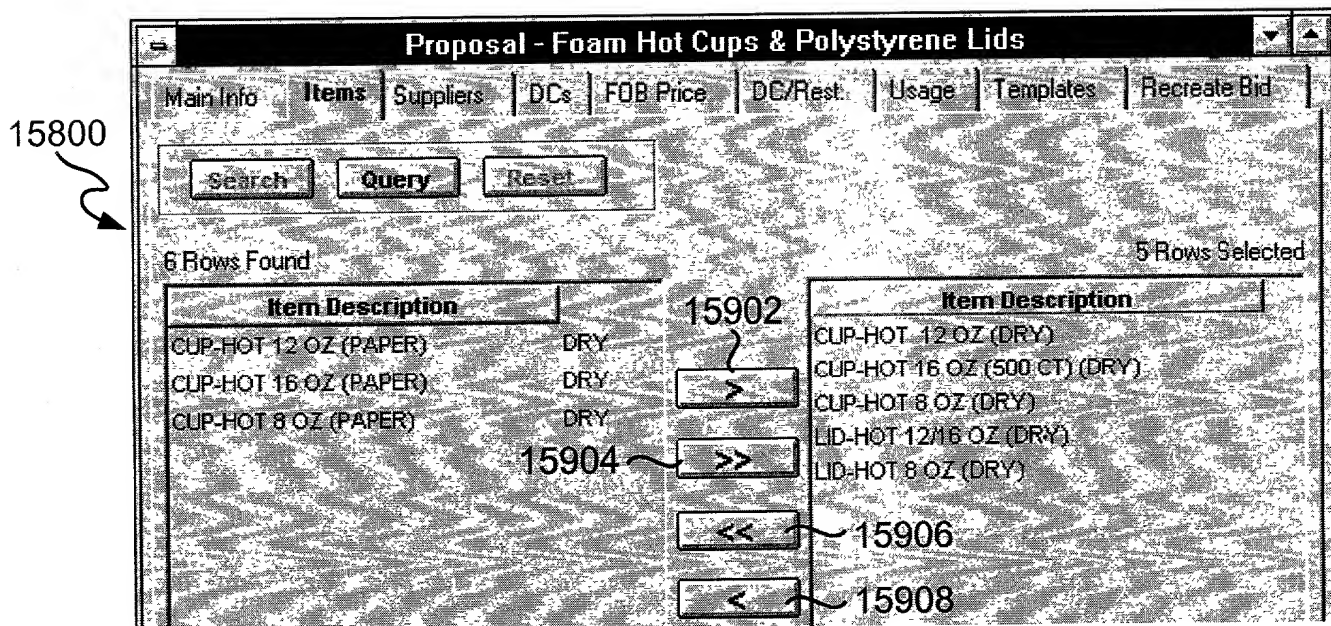 Proposal - Foam Hot Cups & Polystyrene Lids
Main Info Items Suppliers DCs FOB Price DC/Rest. Usage Templates Recreate Bid
15800
Search Query Reset
6 Rows Found 5 Rows Selected
Item Description Item Description
15902
CUP-HOT 12 OZ (PAPER) DRY CUP-HOT 12 OZ (DRY)
CUP-HOT 16 OZ (PAPER) DRY > CUP-HOT 16 OZ (500 CT) (DRY)
CUP-HOT 8 OZ (PAPER) DRY CUP-HOT 8 OZ (DRY)
LID-HOT 12/16 OZ (DRY)
15904 >> LID-HOT 8 OZ (DRY)
<< 15906
< 15908